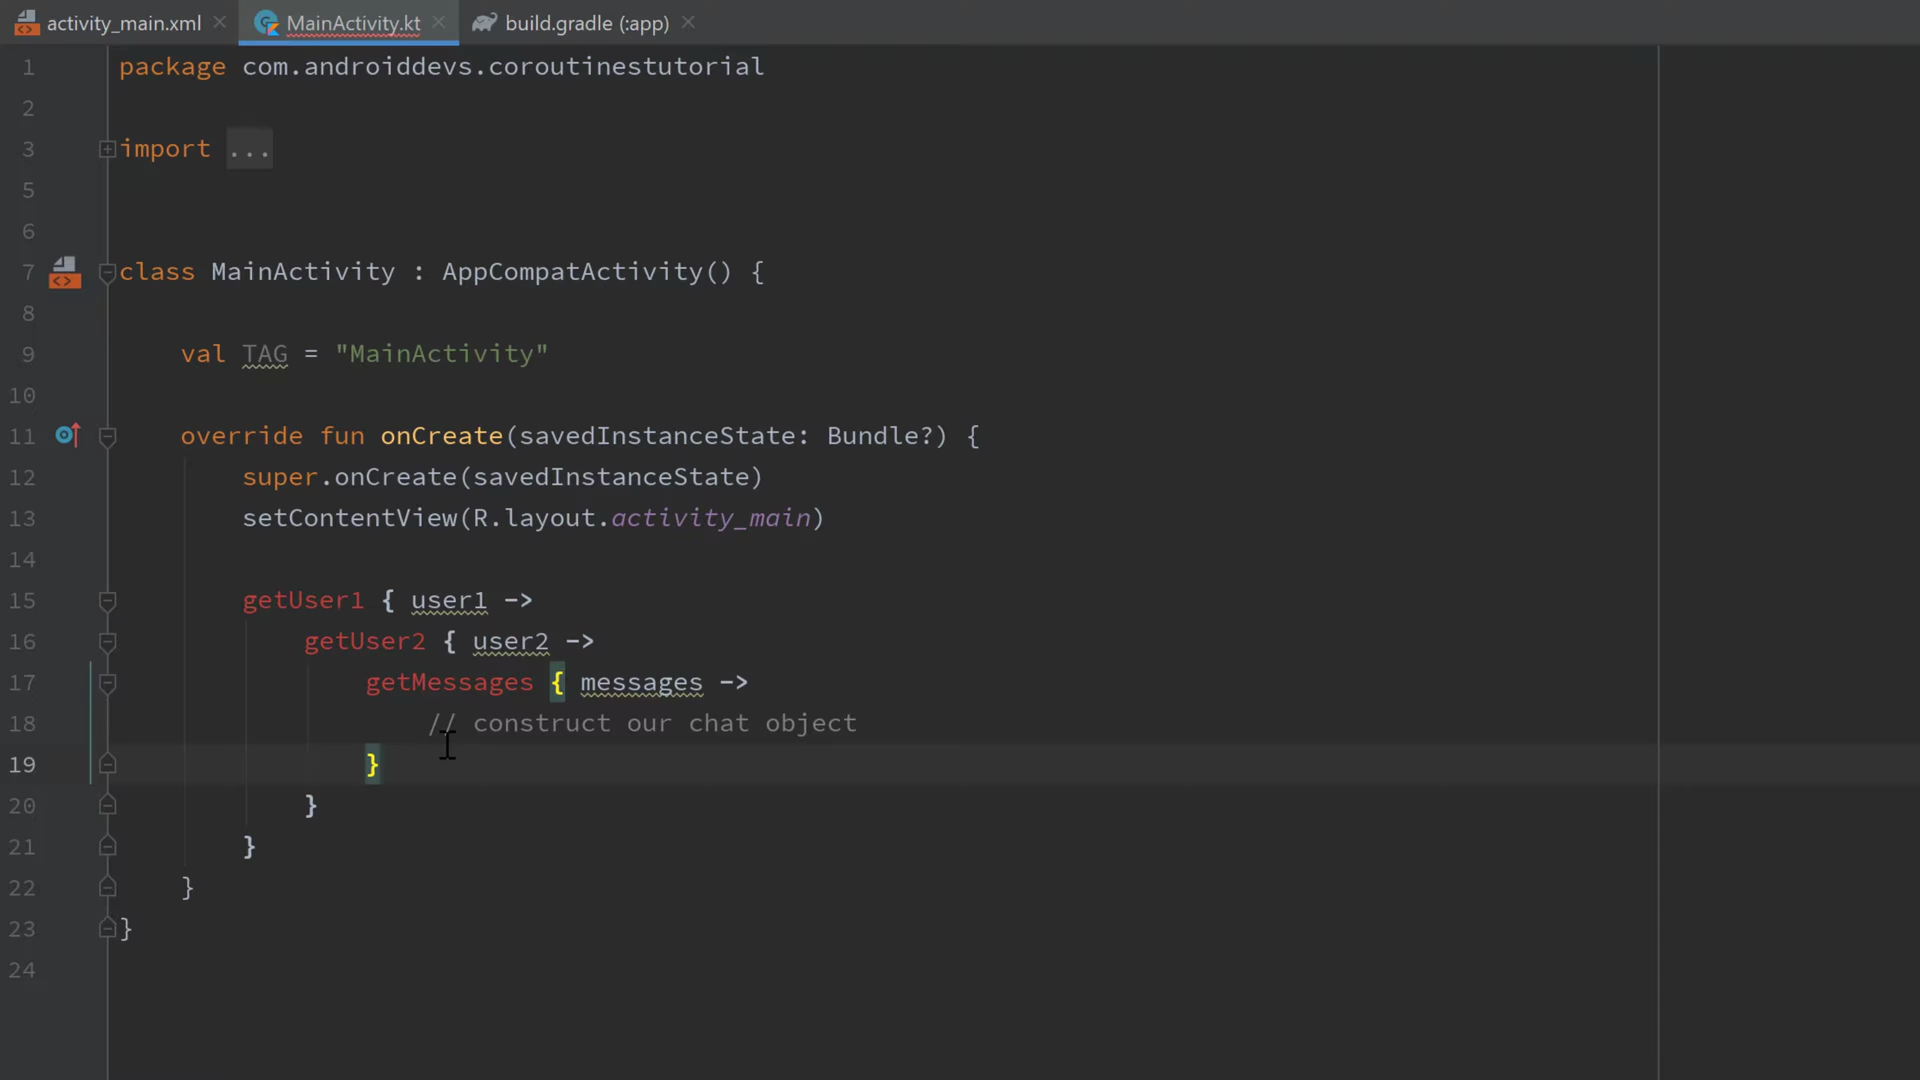 activity_main.xml MainActivity.kt build.gradle (:app)
1 package com.androiddevs.coroutinestutorial
2
3 import ...
5
6
7 class MainActivity : AppCompatActivity() {
8
9 val TAG = "MainActivity"
10
11 override fun onCreate(savedInstanceState: Bundle?) {
12 super.onCreate(savedInstanceState)
13 setContentView(R.layout.activity_main)
14
15 getUser1 { user1 ->
16 getUser2 { user2 ->
17 getMessages { messages ->
18 // construct our chat object
19 }
20 }
21 }
22 }
23 }
24